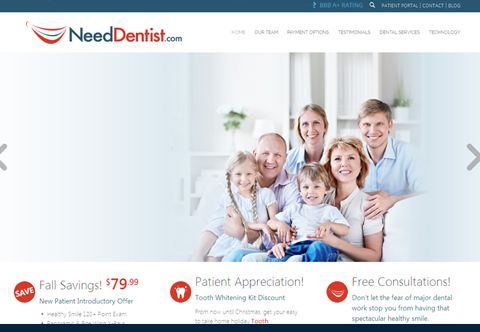 BBB A+ RATING PATIENT PORTAL | CONTACT | BLOG
NeedDentist.com
HOME OUR TEAM PAYMENT OPTIONS TESTIMONIALS DENTAL SERVICES TECHNOLOGY
SAVE
Fall Savings! $79.99
New Patient Introductory Offer
• Healthy Smile 120+ Point Exam
Patient Appreciation!
Tooth Whitening Kit Discount
From now until Christmas, get your easy
to take home holiday Tooth
Free Consultations!
Don't let the fear of major dental
work stop you from having that
spectacular healthy smile.